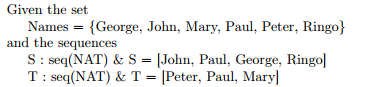 Given the set
Names = {George, John, Mary, Paul, Peter, Ringo}
and the sequences
S : seq(NAT) & S = [John, Paul, George, Ringo]
T : seq(NAT) & T = [Peter, Paul, Mary]